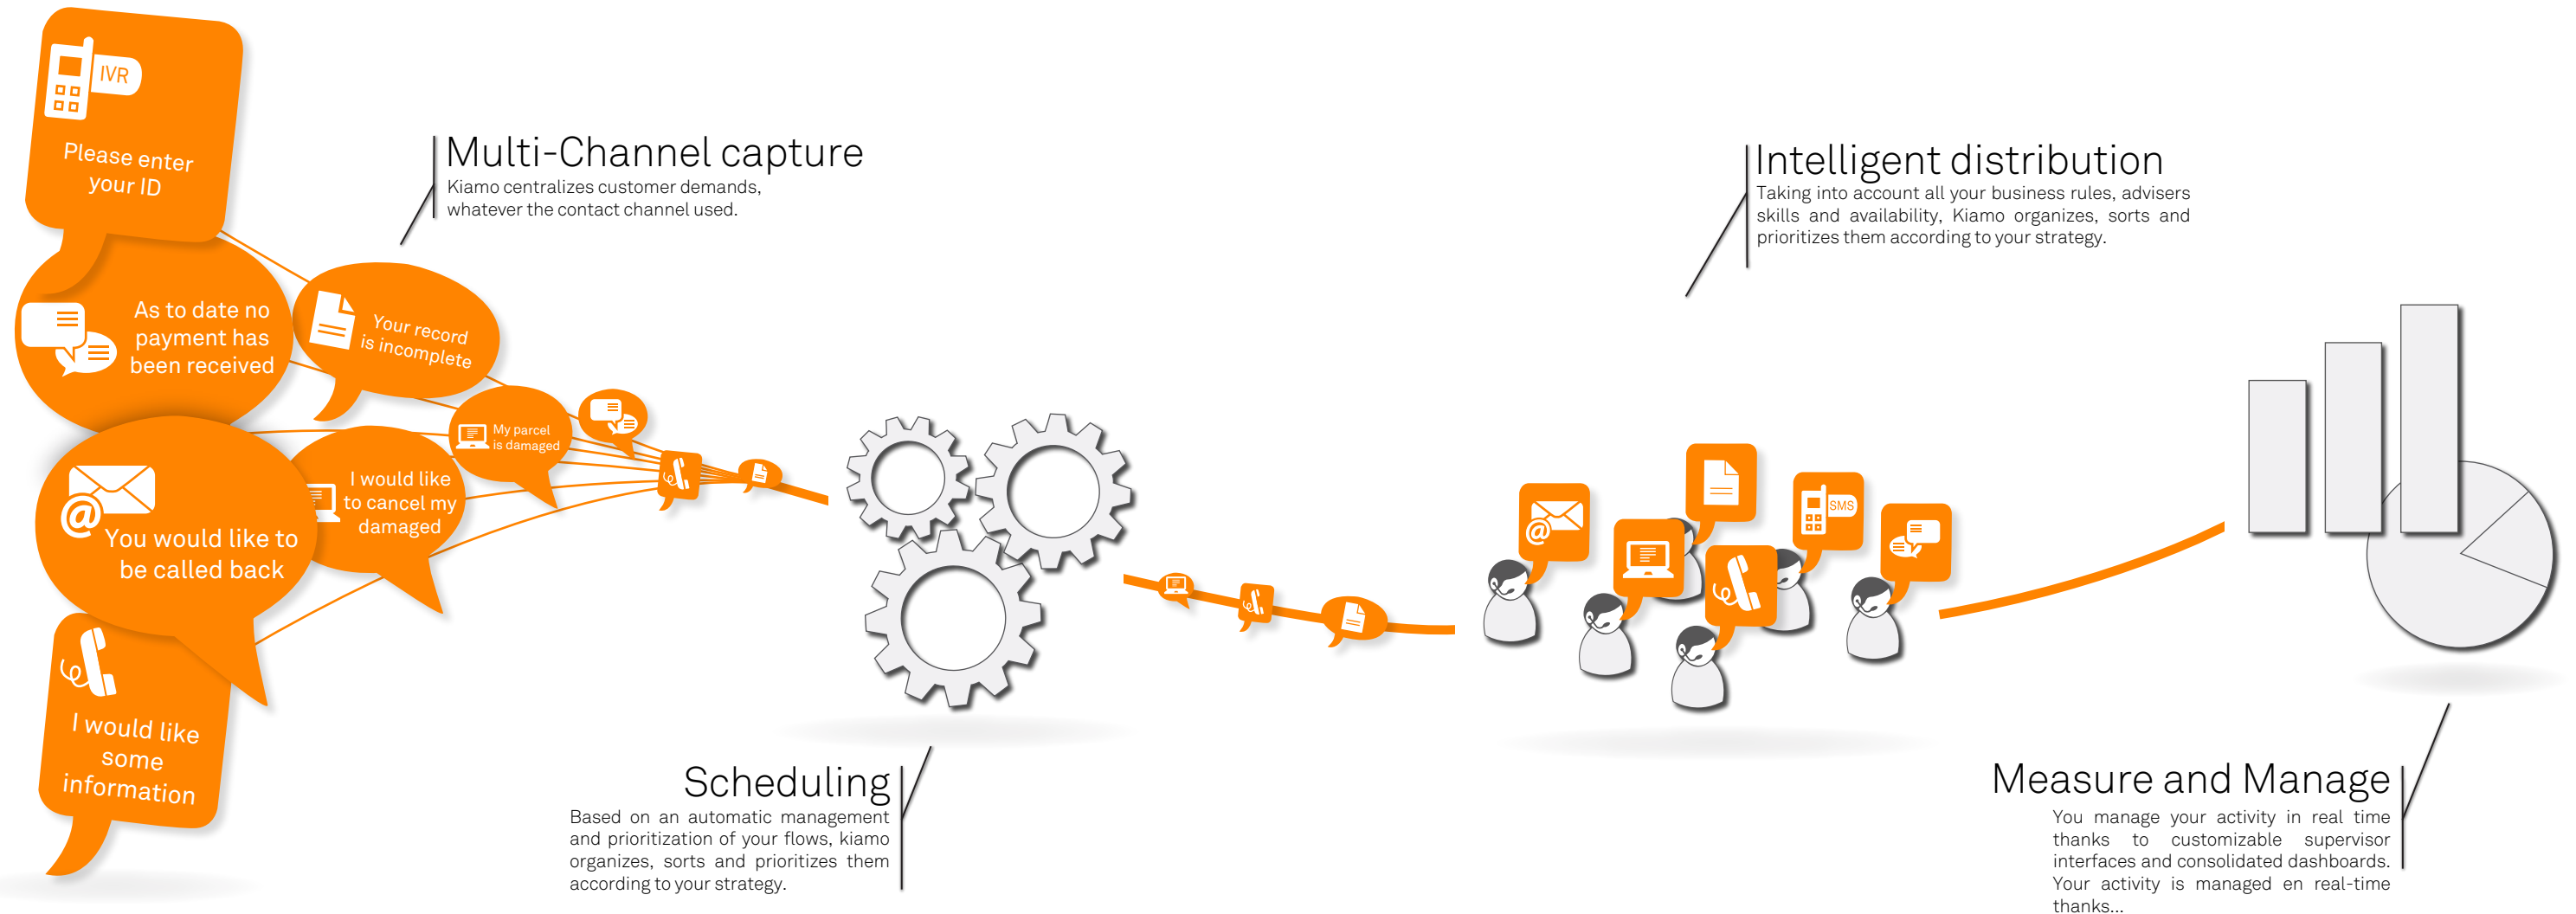 IVR
Please enter
your ID
As to date no
payment has
been received
Your record
is incomplete
My parcel
is damaged
I would like
to cancel my
damaged
@
You would like to
be called back
I would like
some
information
Multi-Channel capture
Kiamo centralizes customer demands,
whatever the contact channel used.
Scheduling
Based on an automatic management
and prioritization of your flows, kiamo
organizes, sorts and prioritizes them
according to your strategy.
Intelligent distribution
Taking into account all your business rules, advisers
skills and availability, Kiamo organizes, sorts and
prioritizes them according to your strategy.
@
SMS
Measure and Manage
You manage your activity in real time
thanks to customizable supervisor
interfaces and consolidated dashboards.
Your activity is managed en real-time
thanks...